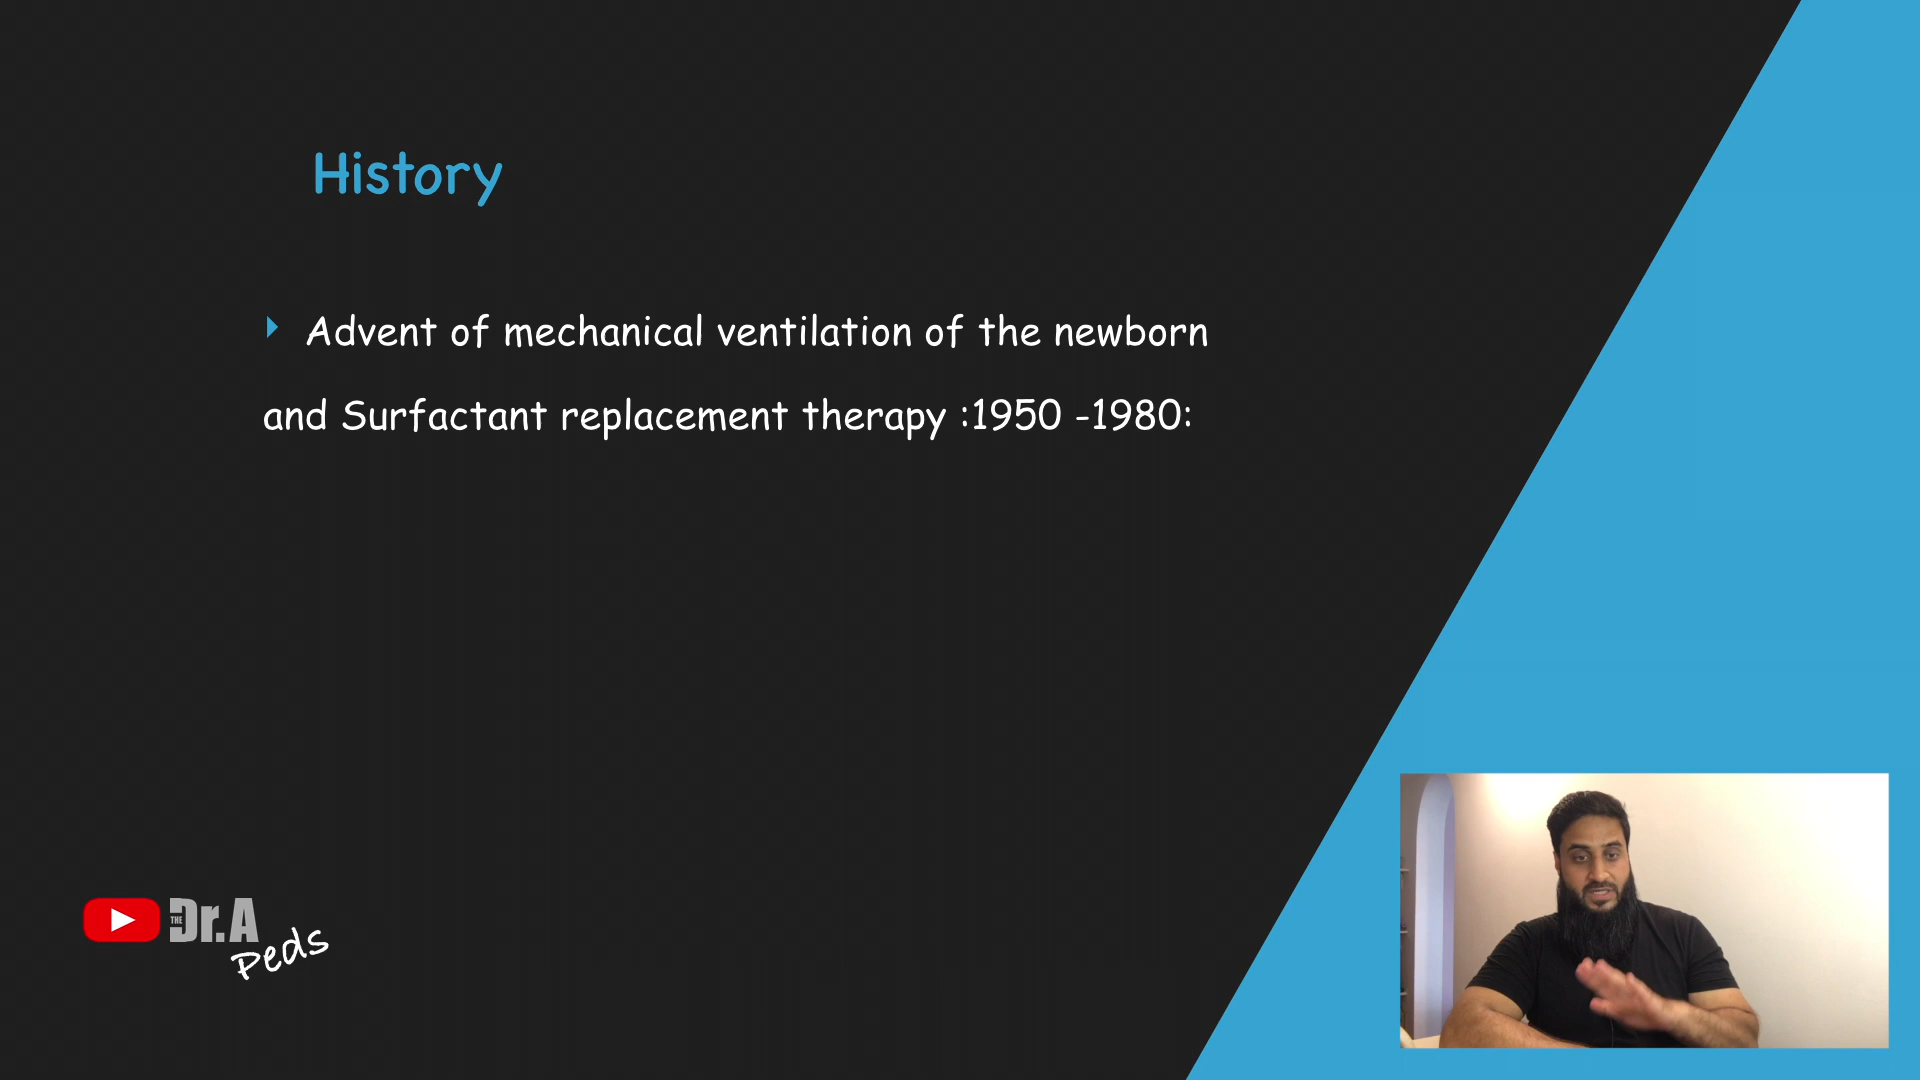 History
Advent of mechanical ventilation of the newborn
and Surfactant replacement therapy :1950 -1980:
THE Dr.A
Peds